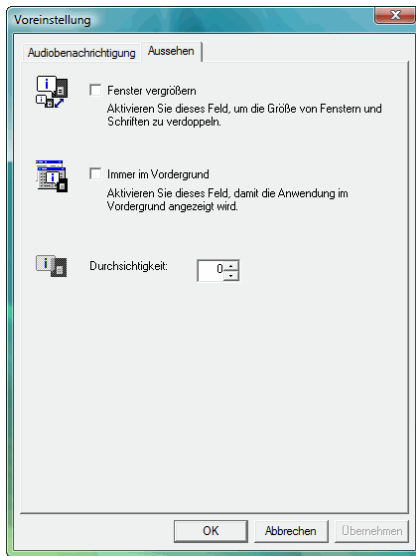 Voreinstellung
Audiobenachrichtigung Aussehen
Fenster vergrößern
Aktivieren Sie dieses Feld, um die Größe von Fenstern und
Schriften zu verdoppeln.
Immer im Vordergrund
Aktivieren Sie dieses Feld, damit die Anwendung im
Vordergrund angezeigt wird.
Durchsichtigkeit: 0
OK Abbrechen Übernehmen